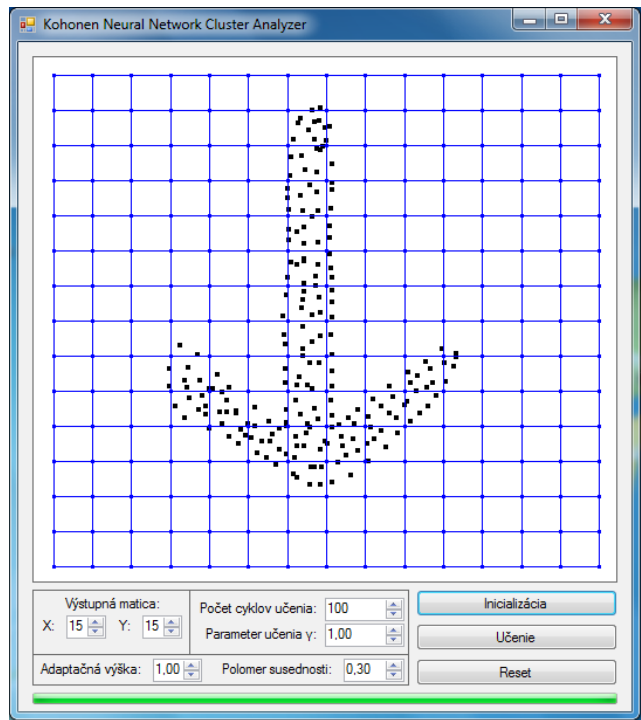 Kohonen Neural Network Cluster Analyzer
Výstupná matica:
X: 15 Y: 15
Počet cyklov učenia: 100
Parameter učenia γ: 1,00
Adaptačná výška: 1,00 Polomer susednosti: 0,30
Inicializácia
Učenie
Reset